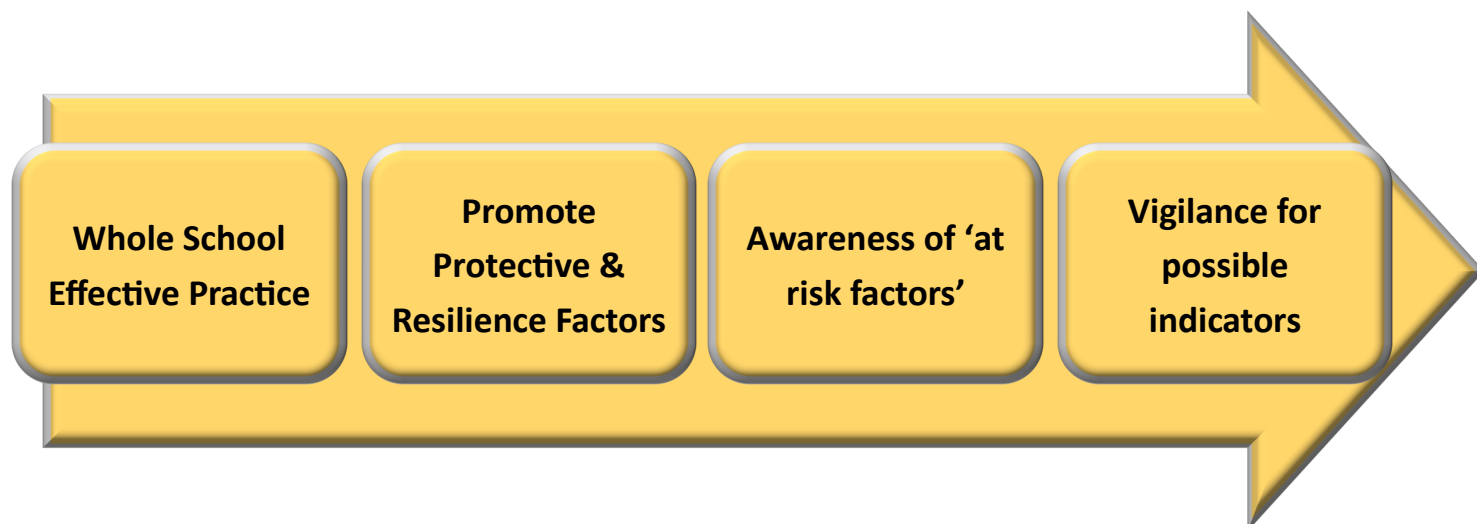 Whole School
Effective Practice
Promote
Protective &
Resilience Factors
Awareness of ‘at
risk factors’
Vigilance for
possible
indicators